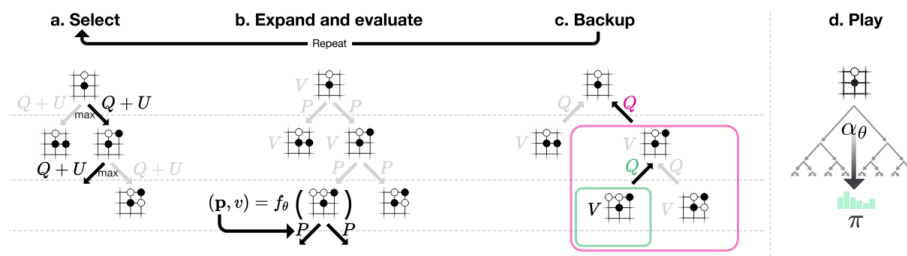 a. Select
b. Expand and evaluate
c. Backup
d. Play
Repeat
Q + U
Q + U
max
Q + U
max
Q + U
V
P
P
V
V
P
P
(p, v) = f_θ ( )
P
P
Q
Q
V
V
Q
Q
V
V
α_θ
π